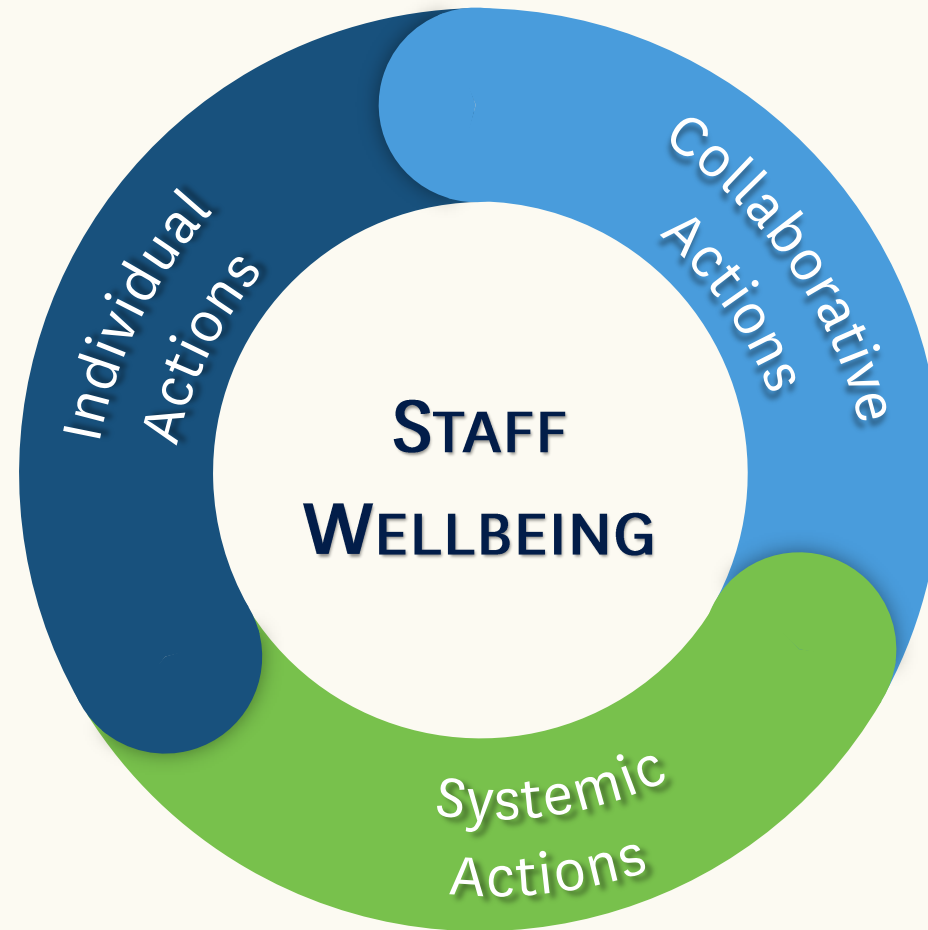 Individual
Actions
Collaborative
Actions
STAFF
WELLBEING
Systemic
Actions